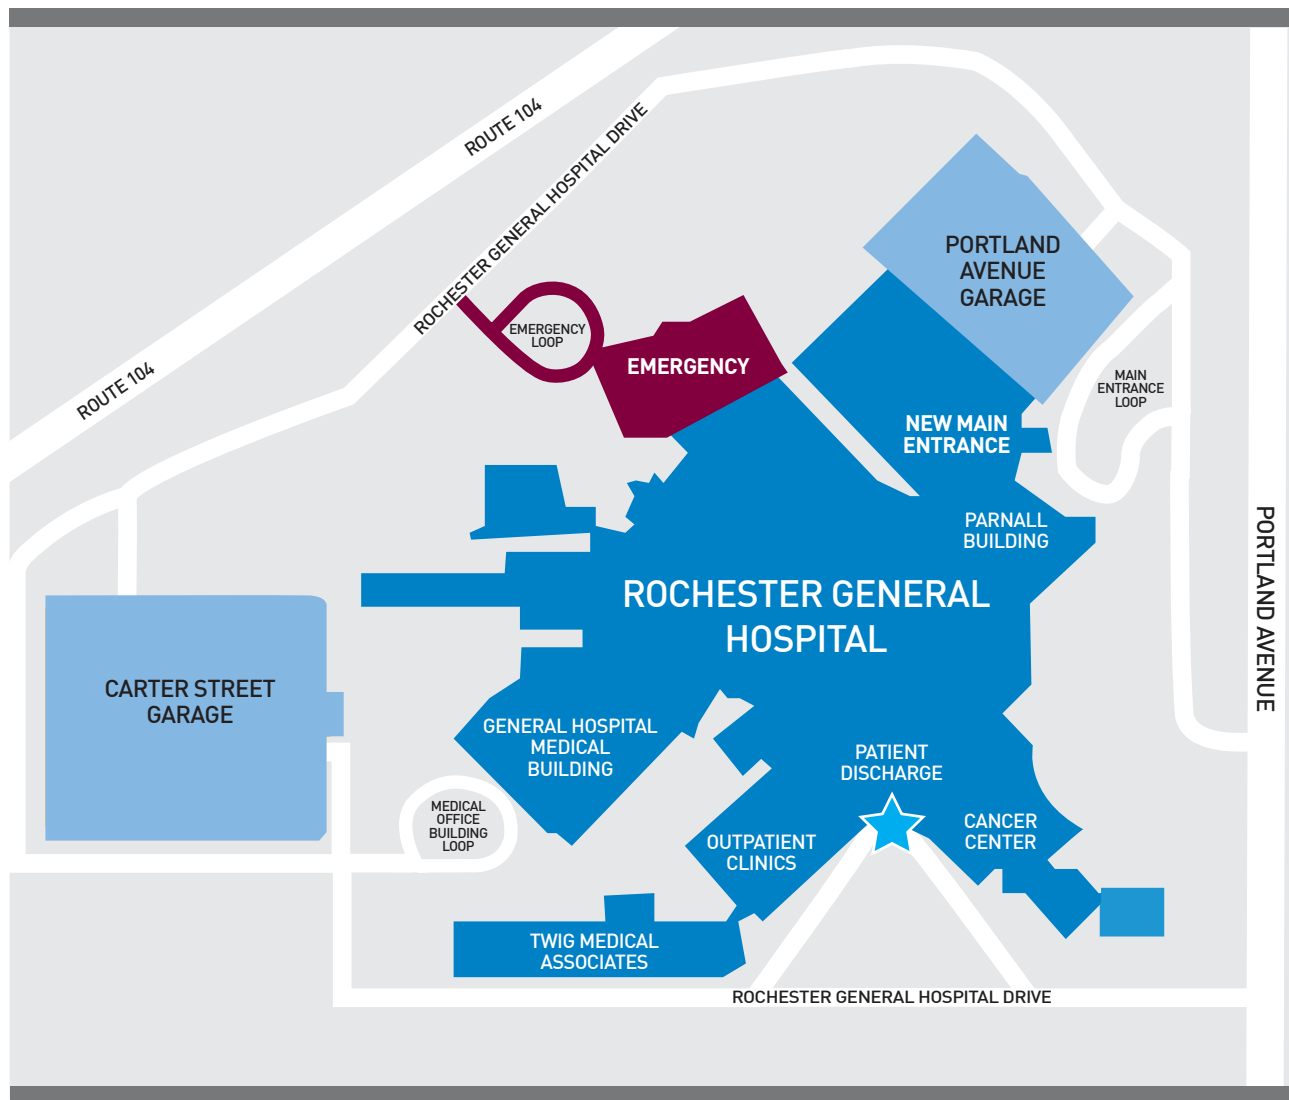 ROUTE 104
ROCHESTER GENERAL HOSPITAL DRIVE
PORTLAND
AVENUE
GARAGE
EMERGENCY
LOOP
EMERGENCY
ROUTE 104
MAIN
ENTRANCE
LOOP
NEW MAIN
ENTRANCE
PARNALL
BUILDING
PORTLAND AVENUE
ROCHESTER GENERAL
HOSPITAL
CARTER STREET
GARAGE
GENERAL HOSPITAL
MEDICAL
BUILDING
PATIENT
DISCHARGE
MEDICAL
OFFICE
BUILDING
LOOP
OUTPATIENT
CLINICS
CANCER
CENTER
TWIG MEDICAL
ASSOCIATES
ROCHESTER GENERAL HOSPITAL DRIVE